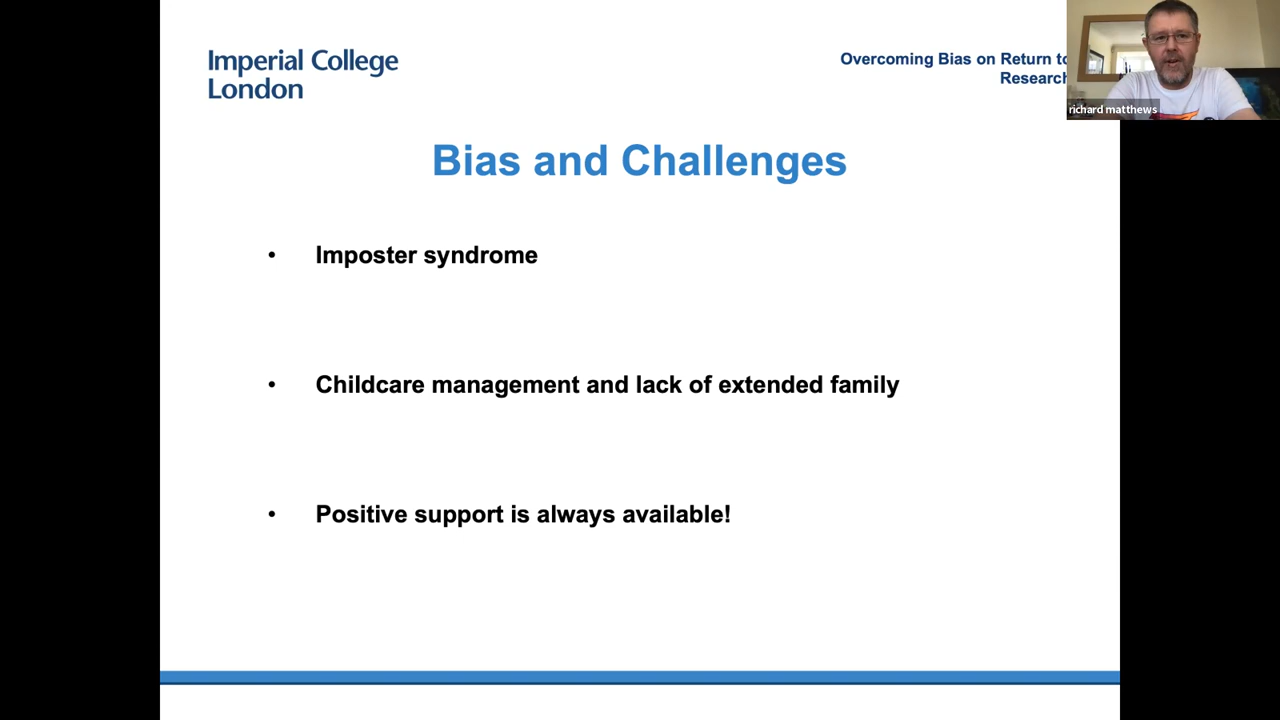 Imperial College
London
Overcoming Bias on Return to
Research
richard matthews
Bias and Challenges
• Imposter syndrome
• Childcare management and lack of extended family
• Positive support is always available!